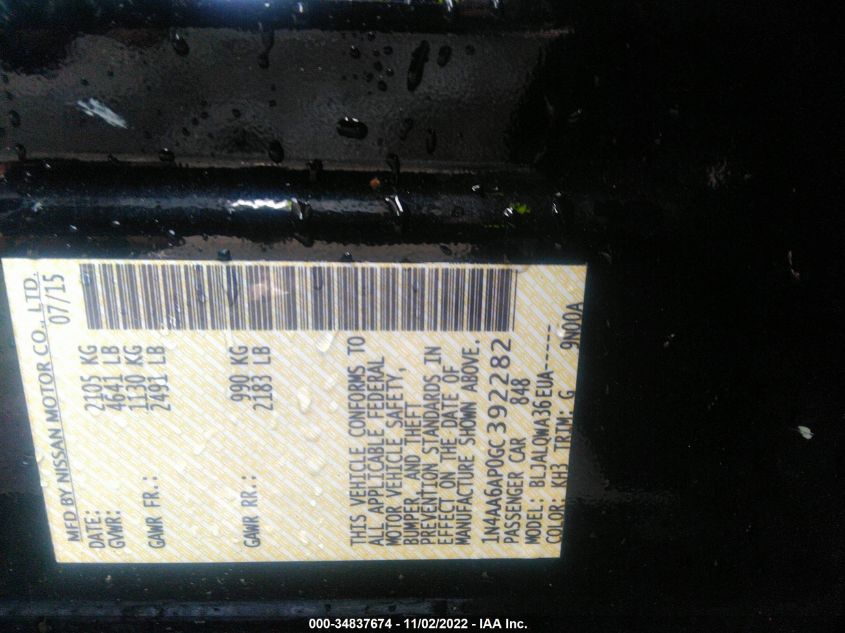 MFD BY NISSAN MOTOR CO., LTD.
DATE: 07/15
GVWR: 2105 KG
4641 LB
GAWR FR.: 1130 KG
2491 LB
GAWR RR.: 990 KG
2183 LB
THIS VEHICLE CONFORMS TO
ALL APPLICABLE FEDERAL
MOTOR VEHICLE SAFETY,
BUMPER, AND THEFT
PREVENTION STANDARDS IN
EFFECT ON THE DATE OF
MANUFACTURE SHOWN ABOVE.
1N4AA6AP0GC392282
PASSENGER CAR 848
MODEL: BLJALOWA36EUA-----
COLOR: KH3 TRIM: G 9N00A
000-34837674 - 11/02/2022 - IAA Inc.